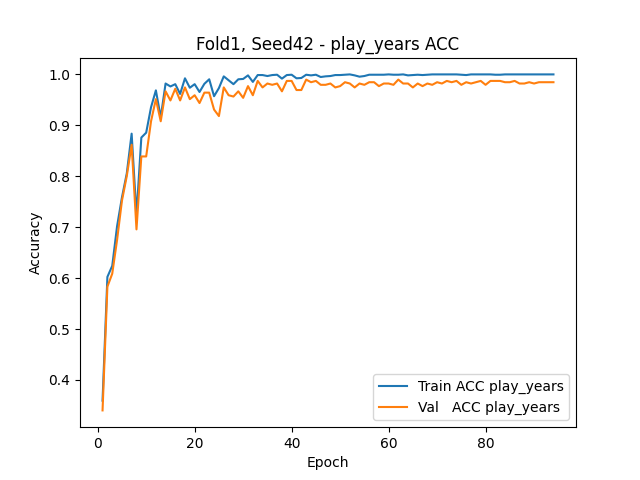 Fold1, Seed42 - play_years ACC
1.0
0.9
0.8
0.7
0.6
0.5
0.4
Accuracy
0
20
40
60
80
Epoch
Train ACC play_years
Val   ACC play_years